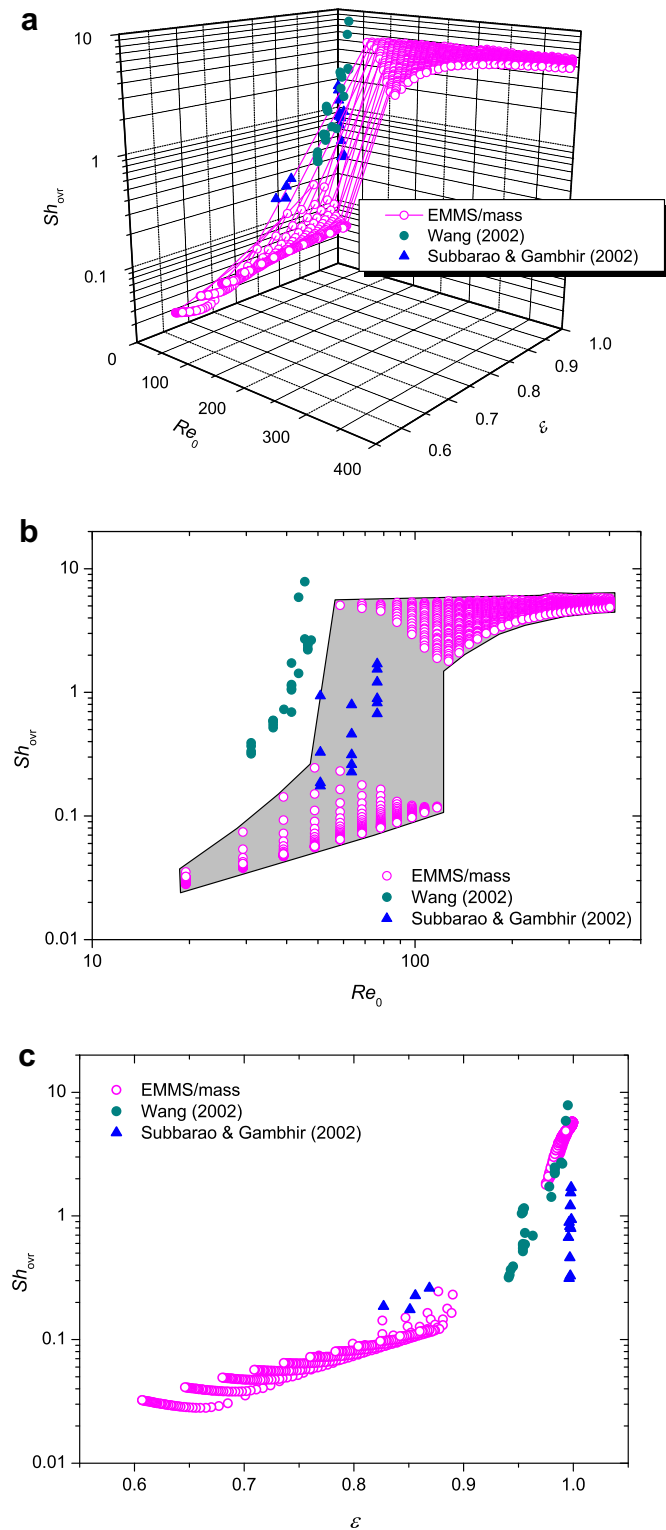 a
10
1
0.1
Sh_ovr
0
100
200
300
400
Re_0
0.6
0.7
0.8
0.9
1.0
ε
EMMS/mass
Wang (2002)
Subbarao & Gambhir (2002)
b
10
1
0.1
0.01
Sh_ovr
10
100
Re_0
EMMS/mass
Wang (2002)
Subbarao & Gambhir (2002)
c
10
1
0.1
0.01
Sh_ovr
EMMS/mass
Wang (2002)
Subbarao & Gambhir (2002)
0.6
0.7
0.8
0.9
1.0
ε